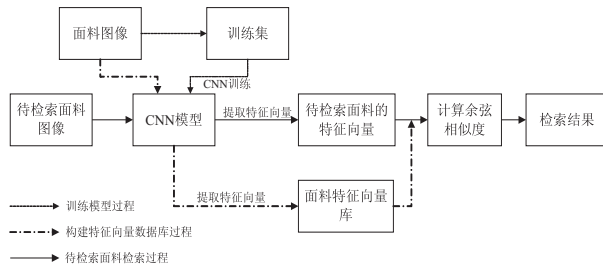 面料图像
训练集
CNN训练
待检索面料
图像
CNN模型
提取特征向量
待检索面料的
特征向量
计算余弦
相似度
检索结果
提取特征向量
面料特征向量
库
训练模型过程
构建特征向量数据库过程
待检索面料检索过程